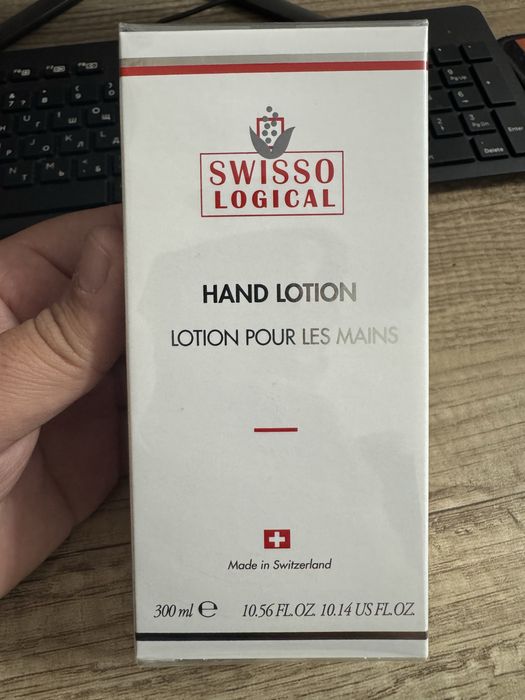 SWISSO
LOGICAL
HAND LOTION
LOTION POUR LES MAINS
Made in Switzerland
300 ml ℮ 10.56 FL.OZ. 10.14 US FL.OZ.